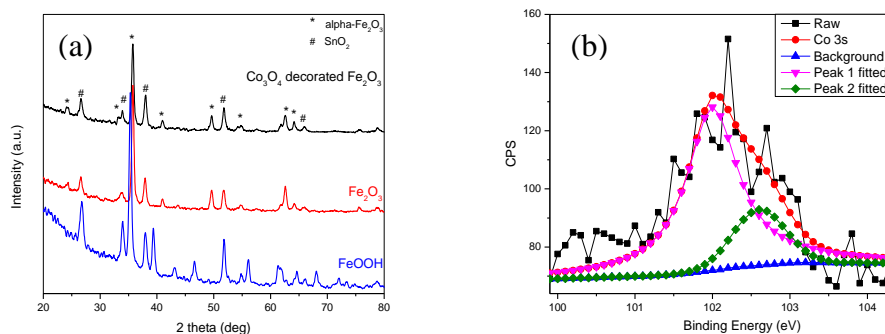 (a)
* alpha-Fe₂O₃
# SnO₂
Co₃O₄ decorated Fe₂O₃
* # * # * # * * # * * * #
Fe₂O₃
FeOOH
Intensity (a.u.)
20 30 40 50 60 70 80
2 theta (deg)
(b)
Raw
Co 3s
Background
Peak 1 fitted
Peak 2 fitted
CPS
160
140
120
100
80
60
100 101 102 103 104
Binding Energy (eV)